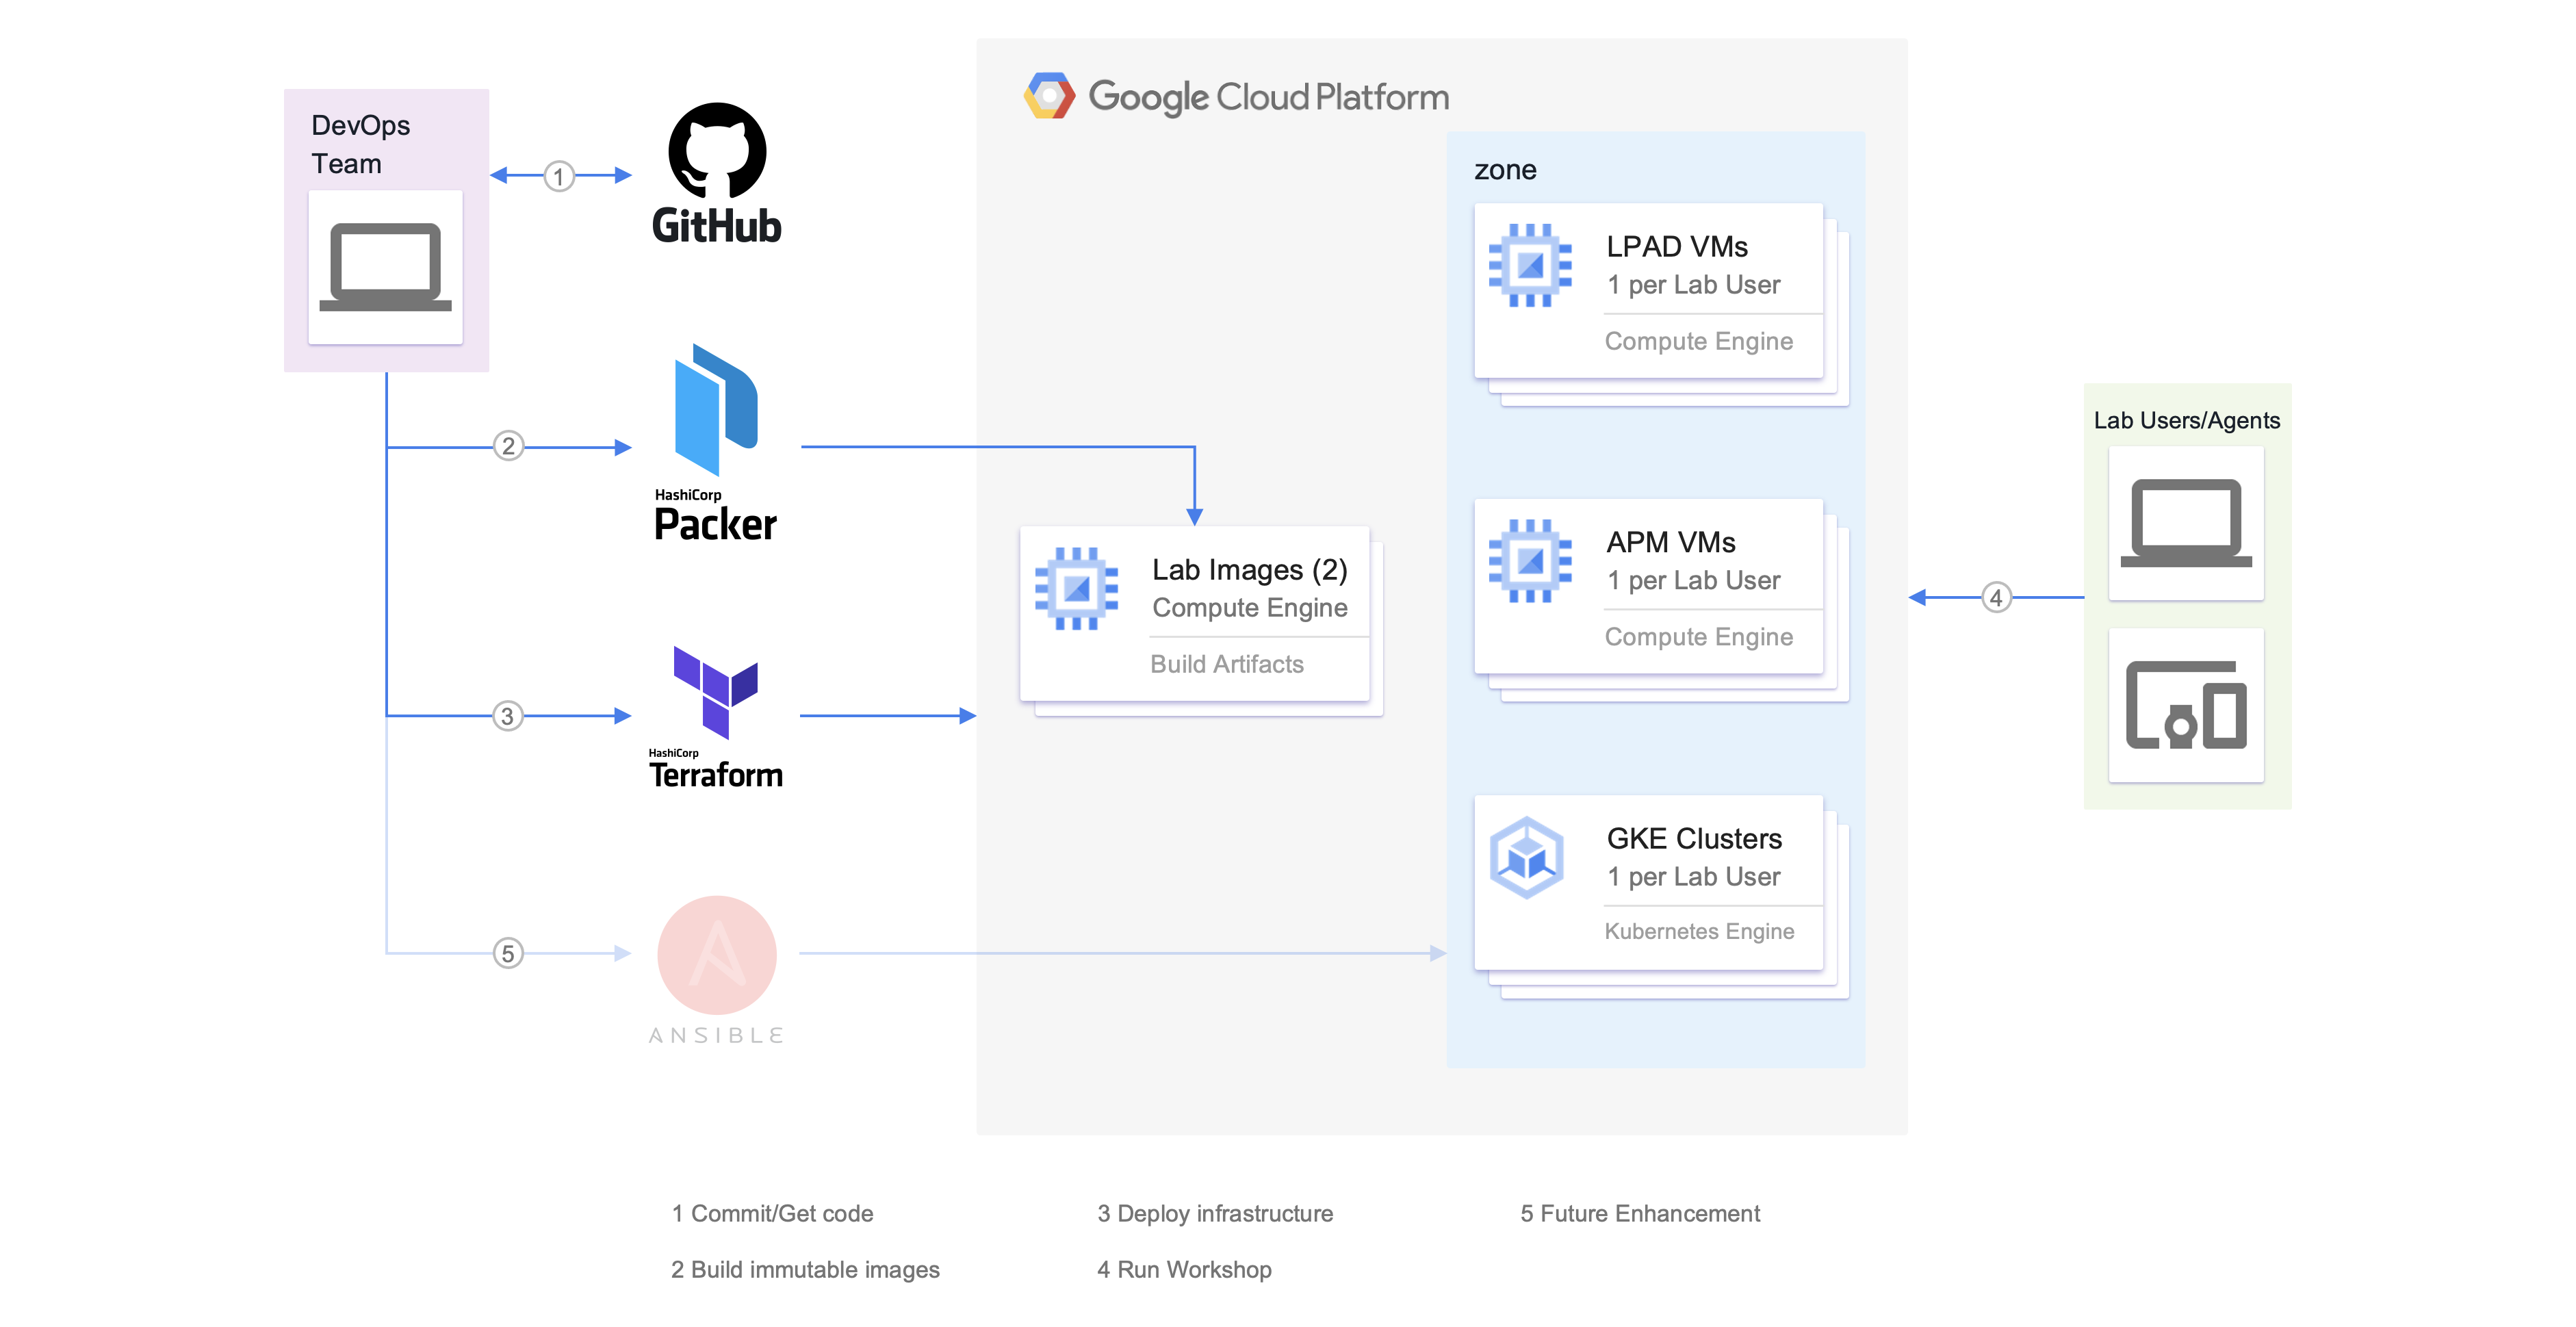 DevOps
Team
1
GitHub
2
HashiCorp
Packer
3
HashiCorp
Terraform
5
ANSIBLE
Google Cloud Platform
Lab Images (2)
Compute Engine
Build Artifacts
zone
LPAD VMs
1 per Lab User
Compute Engine
APM VMs
1 per Lab User
Compute Engine
GKE Clusters
1 per Lab User
Kubernetes Engine
4
Lab Users/Agents
1 Commit/Get code
2 Build immutable images
3 Deploy infrastructure
4 Run Workshop
5 Future Enhancement